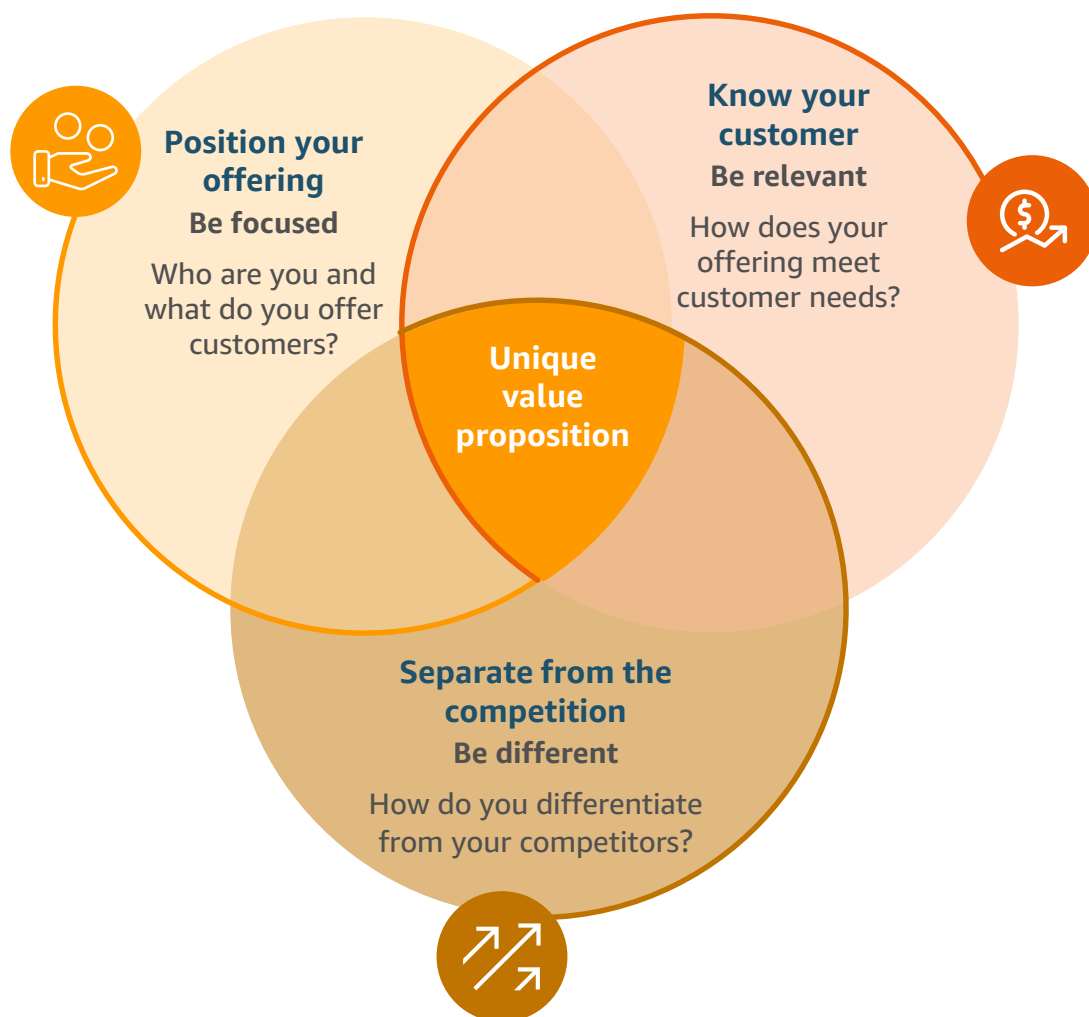 Position your
offering
Be focused
Who are you and
what do you offer
customers?
Know your
customer
Be relevant
How does your
offering meet
customer needs?
$
Unique
value
proposition
Separate from the
competition
Be different
How do you differentiate
from your competitors?